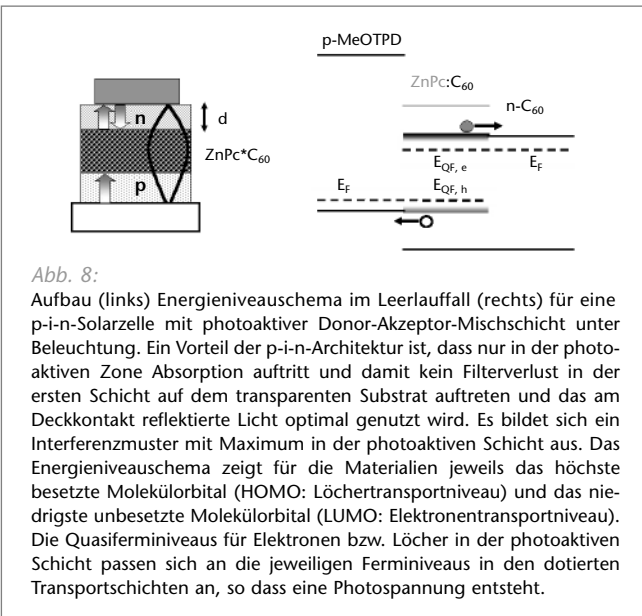 p-MeOTPD
ZnPc:C60
n-C60
n
d
ZnPc*C60
EQF, e
EF
EF
EQF, h
p
Abb. 8:
Aufbau (links) Energieniveauschema im Leerlauffall (rechts) für eine
p-i-n-Solarzelle mit photoaktiver Donor-Akzeptor-Mischschicht unter
Beleuchtung. Ein Vorteil der p-i-n-Architektur ist, dass nur in der photo-
aktiven Zone Absorption auftritt und damit kein Filterverlust in der
ersten Schicht auf dem transparenten Substrat auftreten und das am
Deckkontakt reflektierte Licht optimal genutzt wird. Es bildet sich ein
Interferenzmuster mit Maximum in der photoaktiven Schicht aus. Das
Energieniveauschema zeigt für die Materialien jeweils das höchste
besetzte Molekülorbital (HOMO: Löchertransportniveau) und das nie-
drigste unbesetzte Molekülorbital (LUMO: Elektronentransportniveau).
Die Quasiferminiveaus für Elektronen bzw. Löcher in der photoaktiven
Schicht passen sich an die jeweiligen Ferminiveaus in den dotierten
Transportschichten an, so dass eine Photospannung entsteht.